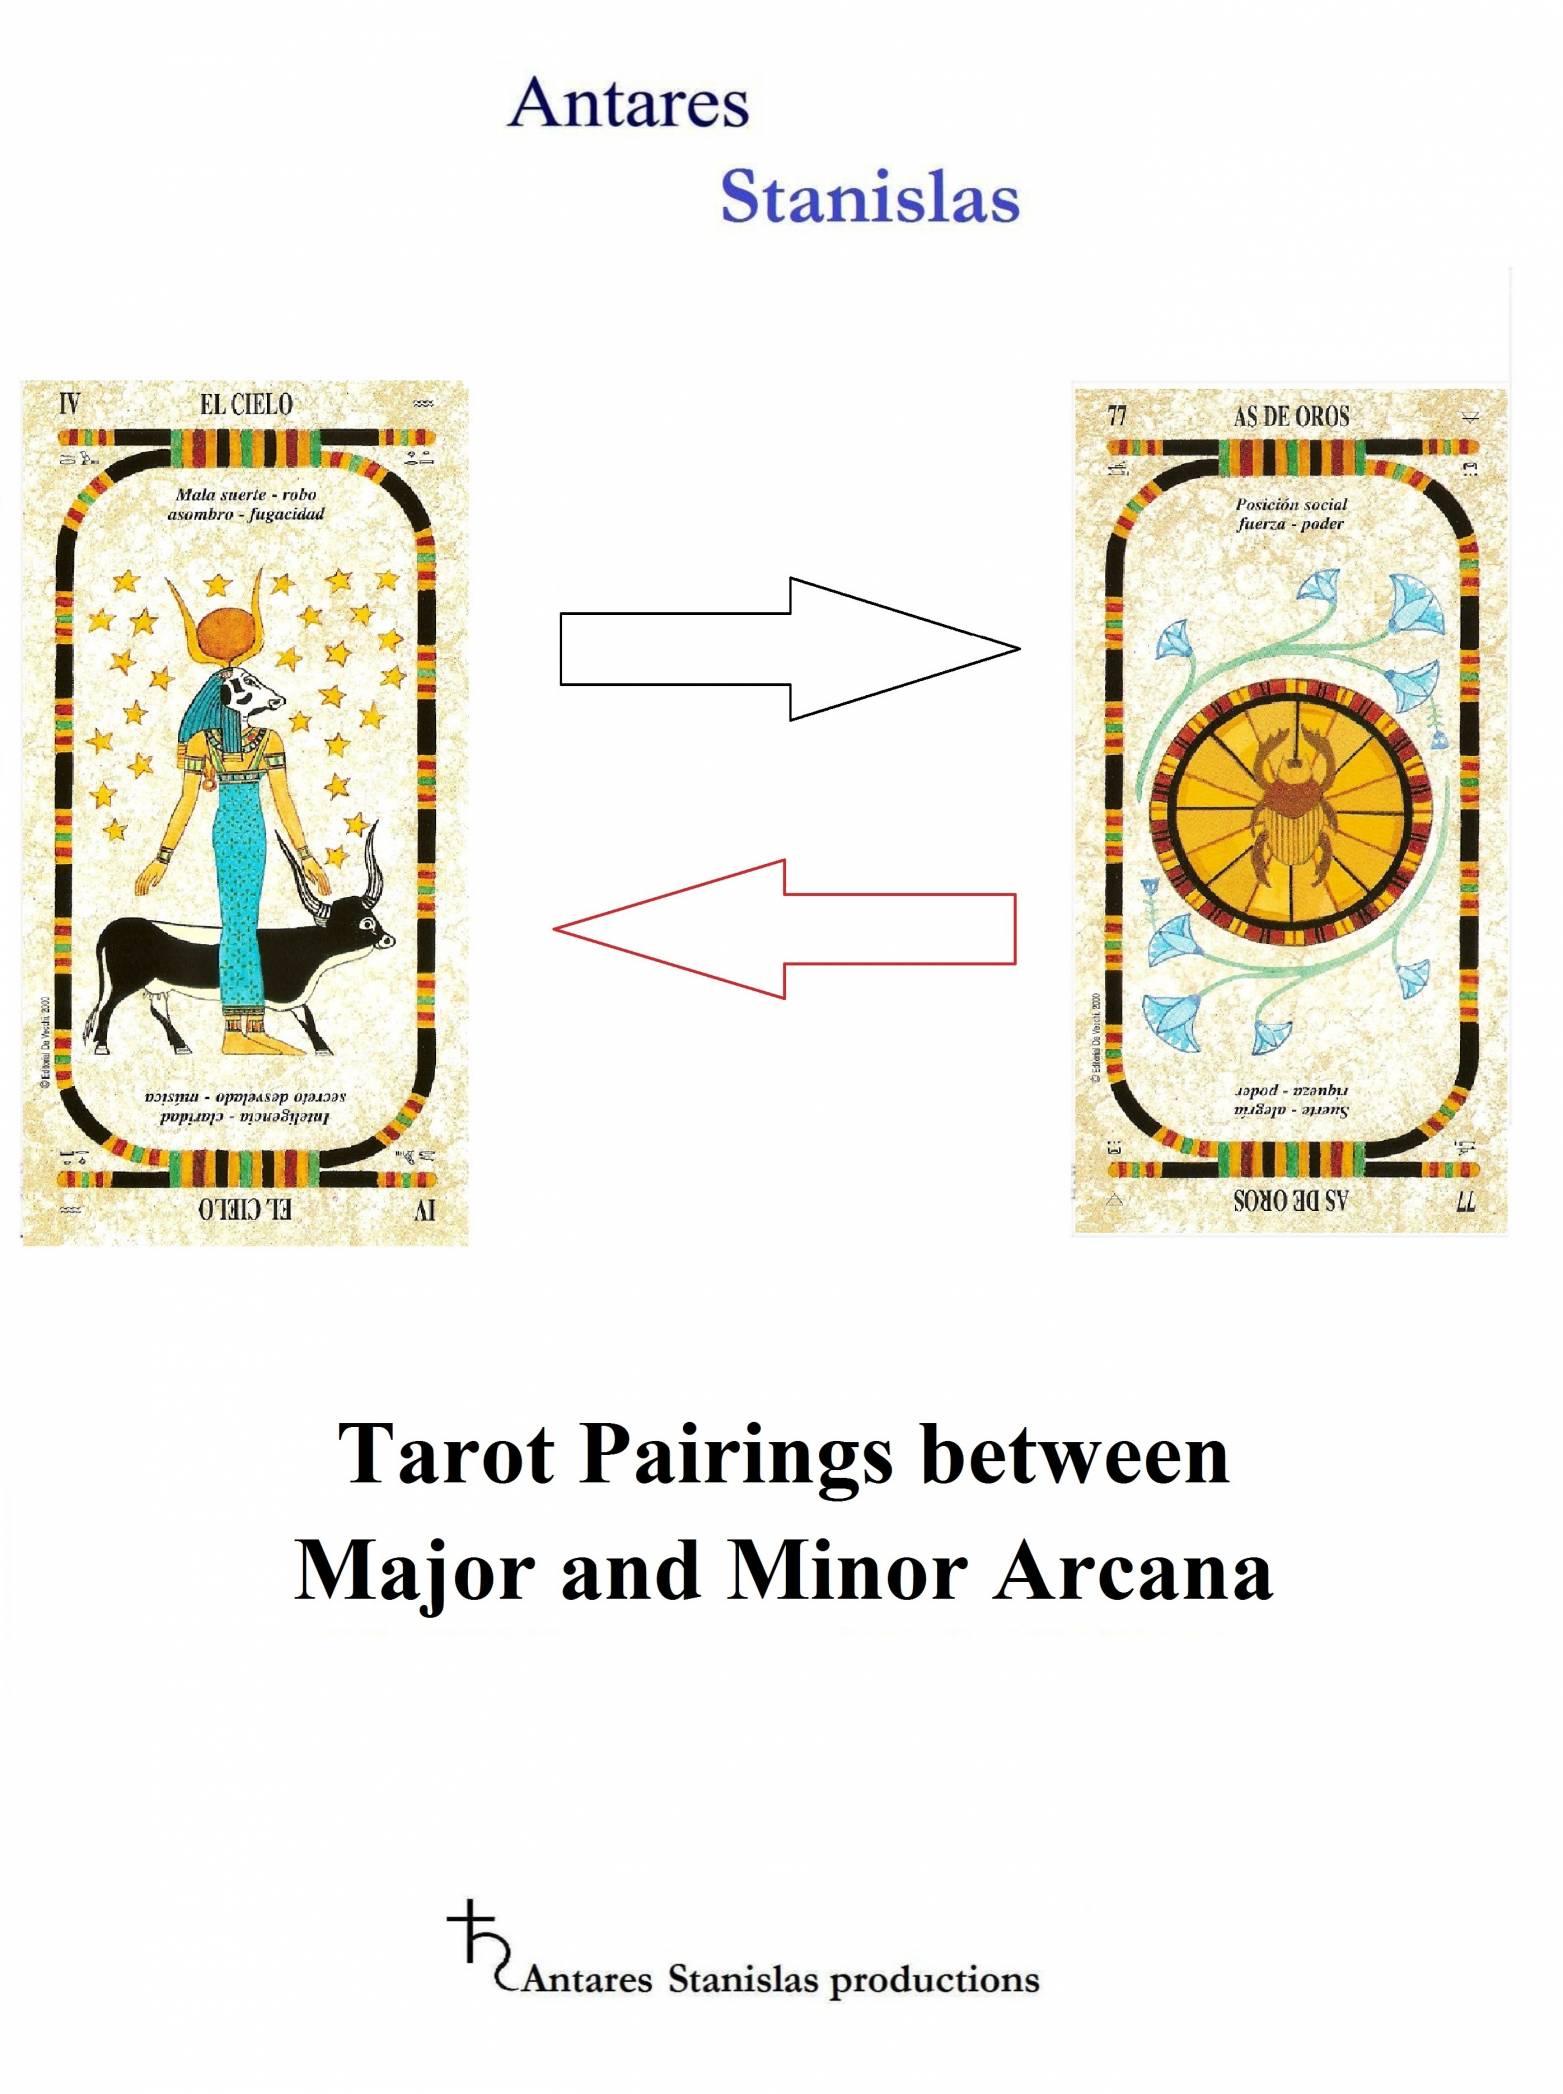 Antares
Stanislas
IV EL CIELO
Mala suerte - robo
asombro - fugacidad
secreto desvelado - música
Inteligencia - claridad
EL CIELO IV
© Editorial De Vecchi, 2000
77 AS DE OROS
Posición social
fuerza - poder
riqueza - poder
Suerte - alegría
AS DE OROS 77
© Editorial De Vecchi, 2000
Tarot Pairings between
Major and Minor Arcana
Antares Stanislas productions